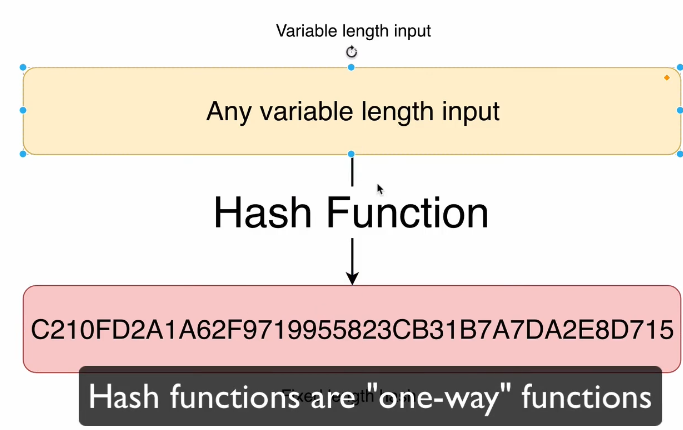 Variable length input
Any variable length input
Hash Function
C210FD2A1A62F9719955823CB31B7A7DA2E8D715
Hash functions are "one-way" functions